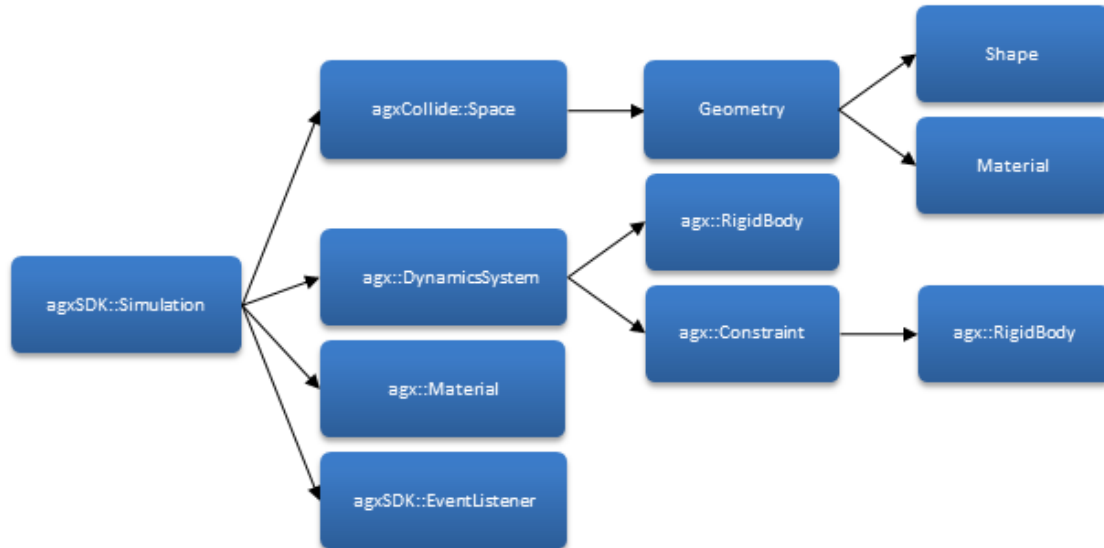 Shape
agxCollide::Space
Geometry
Material
agx::RigidBody
agx::DynamicsSystem
agxSDK::Simulation
agx::Constraint
agx::RigidBody
agx::Material
agxSDK::EventListener